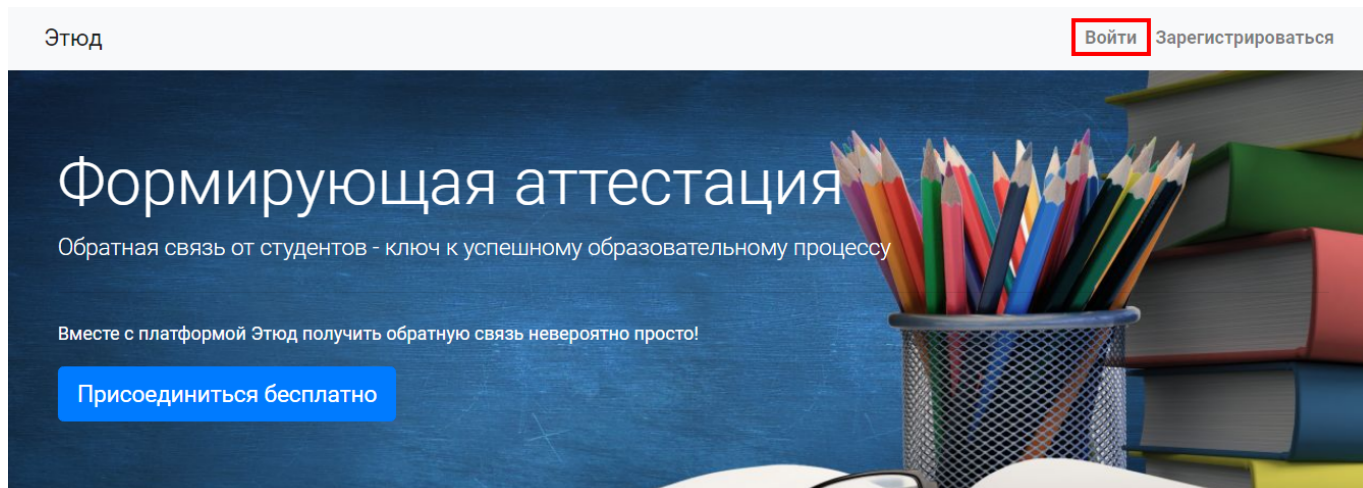 Этюд
Войти Зарегистрироваться
Формирующая аттестация
Обратная связь от студентов - ключ к успешному образовательному процессу
Вместе с платформой Этюд получить обратную связь невероятно просто!
Присоединиться бесплатно